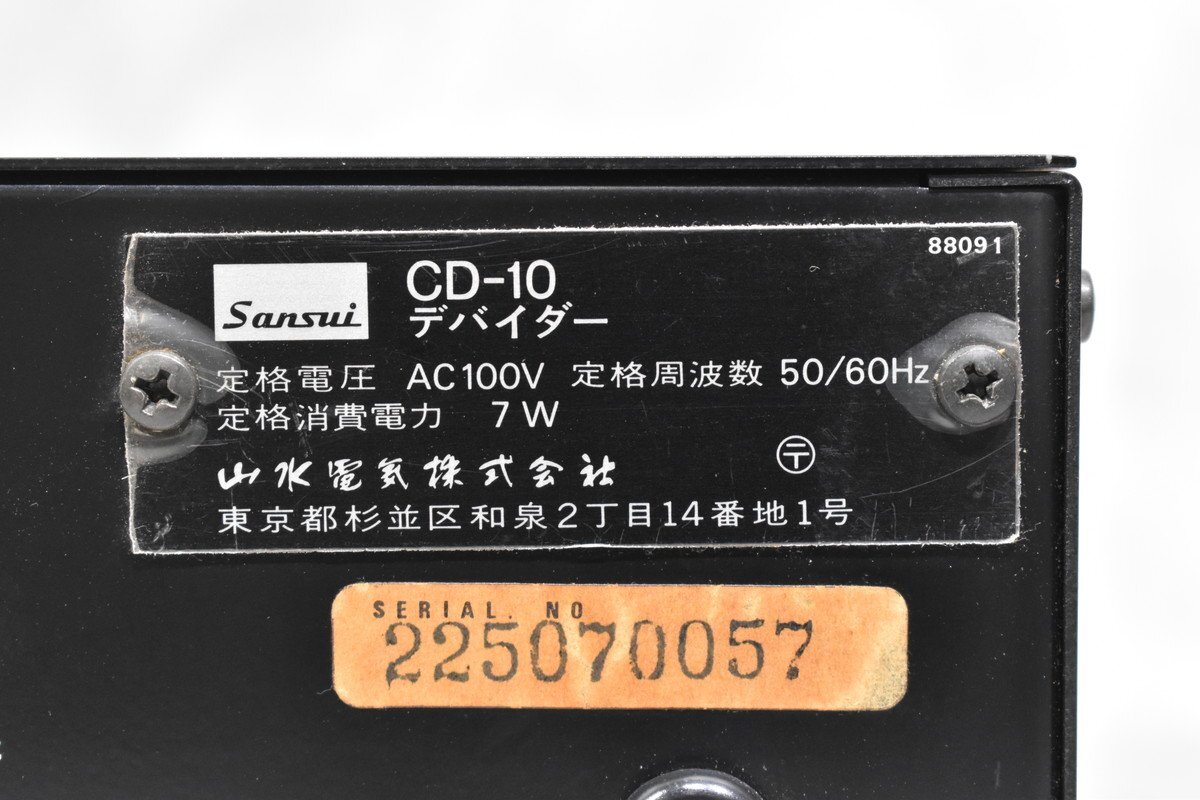 88091
Sansui
CD-10
デバイダー
定格電圧 AC100V 定格周波数 50/60Hz
定格消費電力 7W
山水電気株式会社 〒
東京都杉並区和泉2丁目14番地1号
SERIAL. NO
225070057